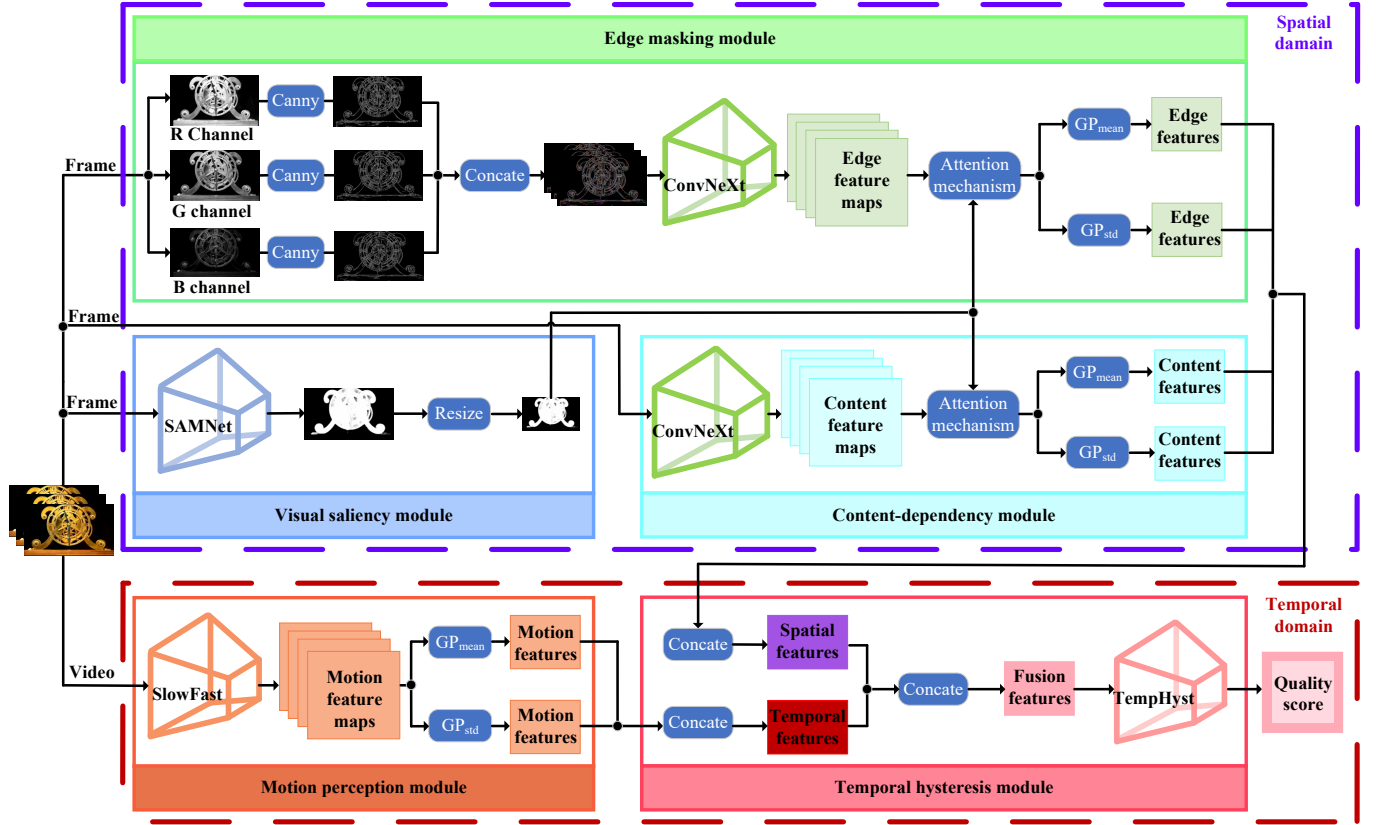 Spatial
damain
Edge masking module
Frame
R Channel
G channel
B channel
Canny
Canny
Canny
Concate
ConvNeXt
Edge
feature
maps
Attention
mechanism
GPmean
GPstd
Edge
features
Edge
features
Frame
Frame
SAMNet
Resize
Visual saliency module
ConvNeXt
Content
feature
maps
Attention
mechanism
GPmean
GPstd
Content
features
Content
features
Content-dependency module
Temporal
domain
Video
SlowFast
Motion
feature
maps
GPmean
GPstd
Motion
features
Motion
features
Motion perception module
Concate
Spatial
features
Concate
Temporal
features
Concate
Fusion
features
TempHyst
Quality
score
Temporal hysteresis module